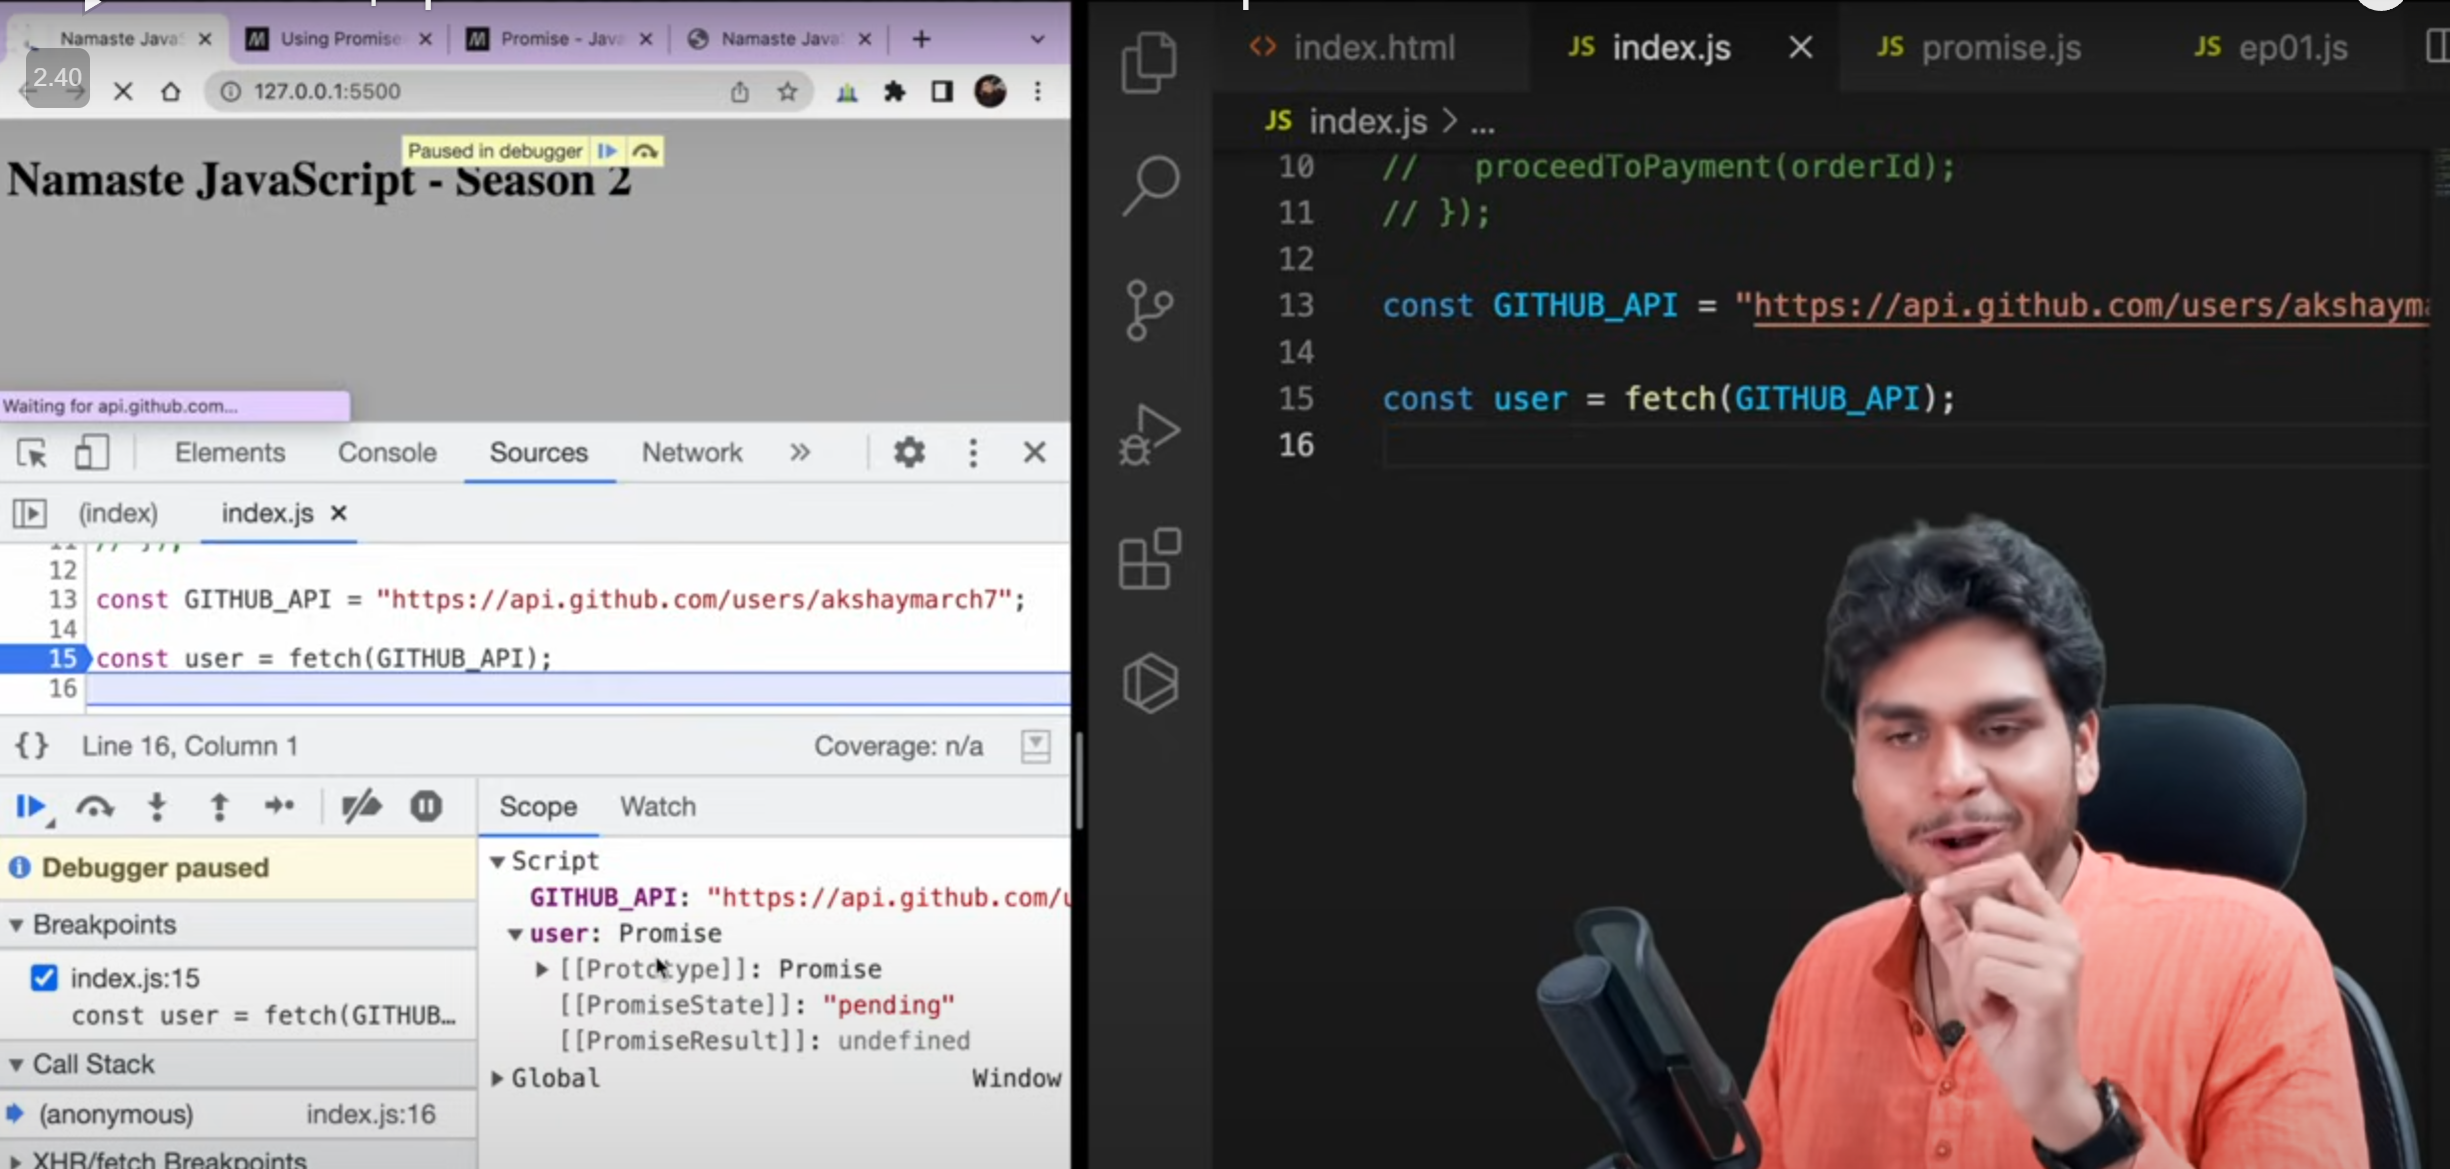 Namaste Java
Using Promise
Promise - Java
Namaste Java
2.40
127.0.0.1:5500
Paused in debugger
Namaste JavaScript - Season 2
Waiting for api.github.com...
Elements
Console
Sources
Network
(index)
index.js
11 // });
12
13 const GITHUB_API = "https://api.github.com/users/akshaymarch7";
14
15 const user = fetch(GITHUB_API);
16
{} Line 16, Column 1
Coverage: n/a
Scope
Watch
Debugger paused
Breakpoints
index.js:15
const user = fetch(GITHUB…
Call Stack
(anonymous) index.js:16
XHR/fetch Breakpoints
Script
GITHUB_API: "https://api.github.com/u
user: Promise
[[Prototype]]: Promise
[[PromiseState]]: "pending"
[[PromiseResult]]: undefined
Global Window
index.html
JS index.js
JS promise.js
JS ep01.js
JS index.js > ...
10 // proceedToPayment(orderId);
11 // });
12
13 const GITHUB_API = "https://api.github.com/users/akshayma
14
15 const user = fetch(GITHUB_API);
16